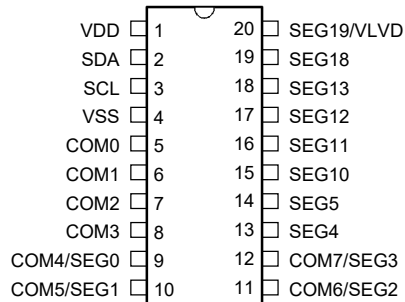 VDD 1 20 SEG19/VLVD
SDA 2 19 SEG18
SCL 3 18 SEG13
VSS 4 17 SEG12
COM0 5 16 SEG11
COM1 6 15 SEG10
COM2 7 14 SEG5
COM3 8 13 SEG4
COM4/SEG0 9 12 COM7/SEG3
COM5/SEG1 10 11 COM6/SEG2